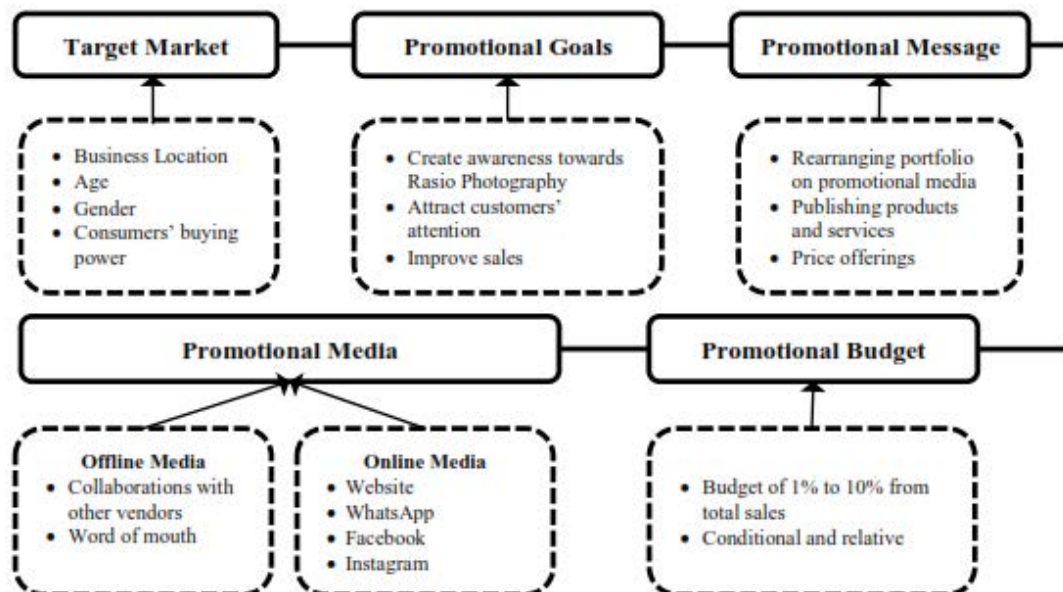 Target Market
Promotional Goals
Promotional Message
• Business Location
• Age
• Gender
• Consumers' buying
power
• Create awareness towards
Rasio Photography
• Attract customers'
attention
• Improve sales
• Rearranging portfolio
on promotional media
• Publishing products
and services
• Price offerings
Promotional Media
Promotional Budget
Offline Media
• Collaborations with
other vendors
• Word of mouth
Online Media
• Website
• WhatsApp
• Facebook
• Instagram
• Budget of 1% to 10% from
total sales
• Conditional and relative